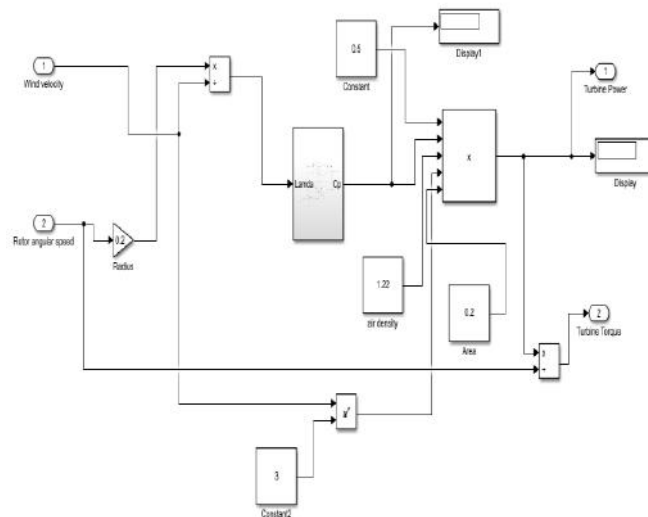 1
Wind velocity
x
÷
0.5
Constant
Display1
1
Turbine Power
Lamda
Cp
x
Display
2
Rotor angular speed
0.2
Radius
1.22
air density
0.2
Area
2
Turbine Torque
x
÷
3
Constant2